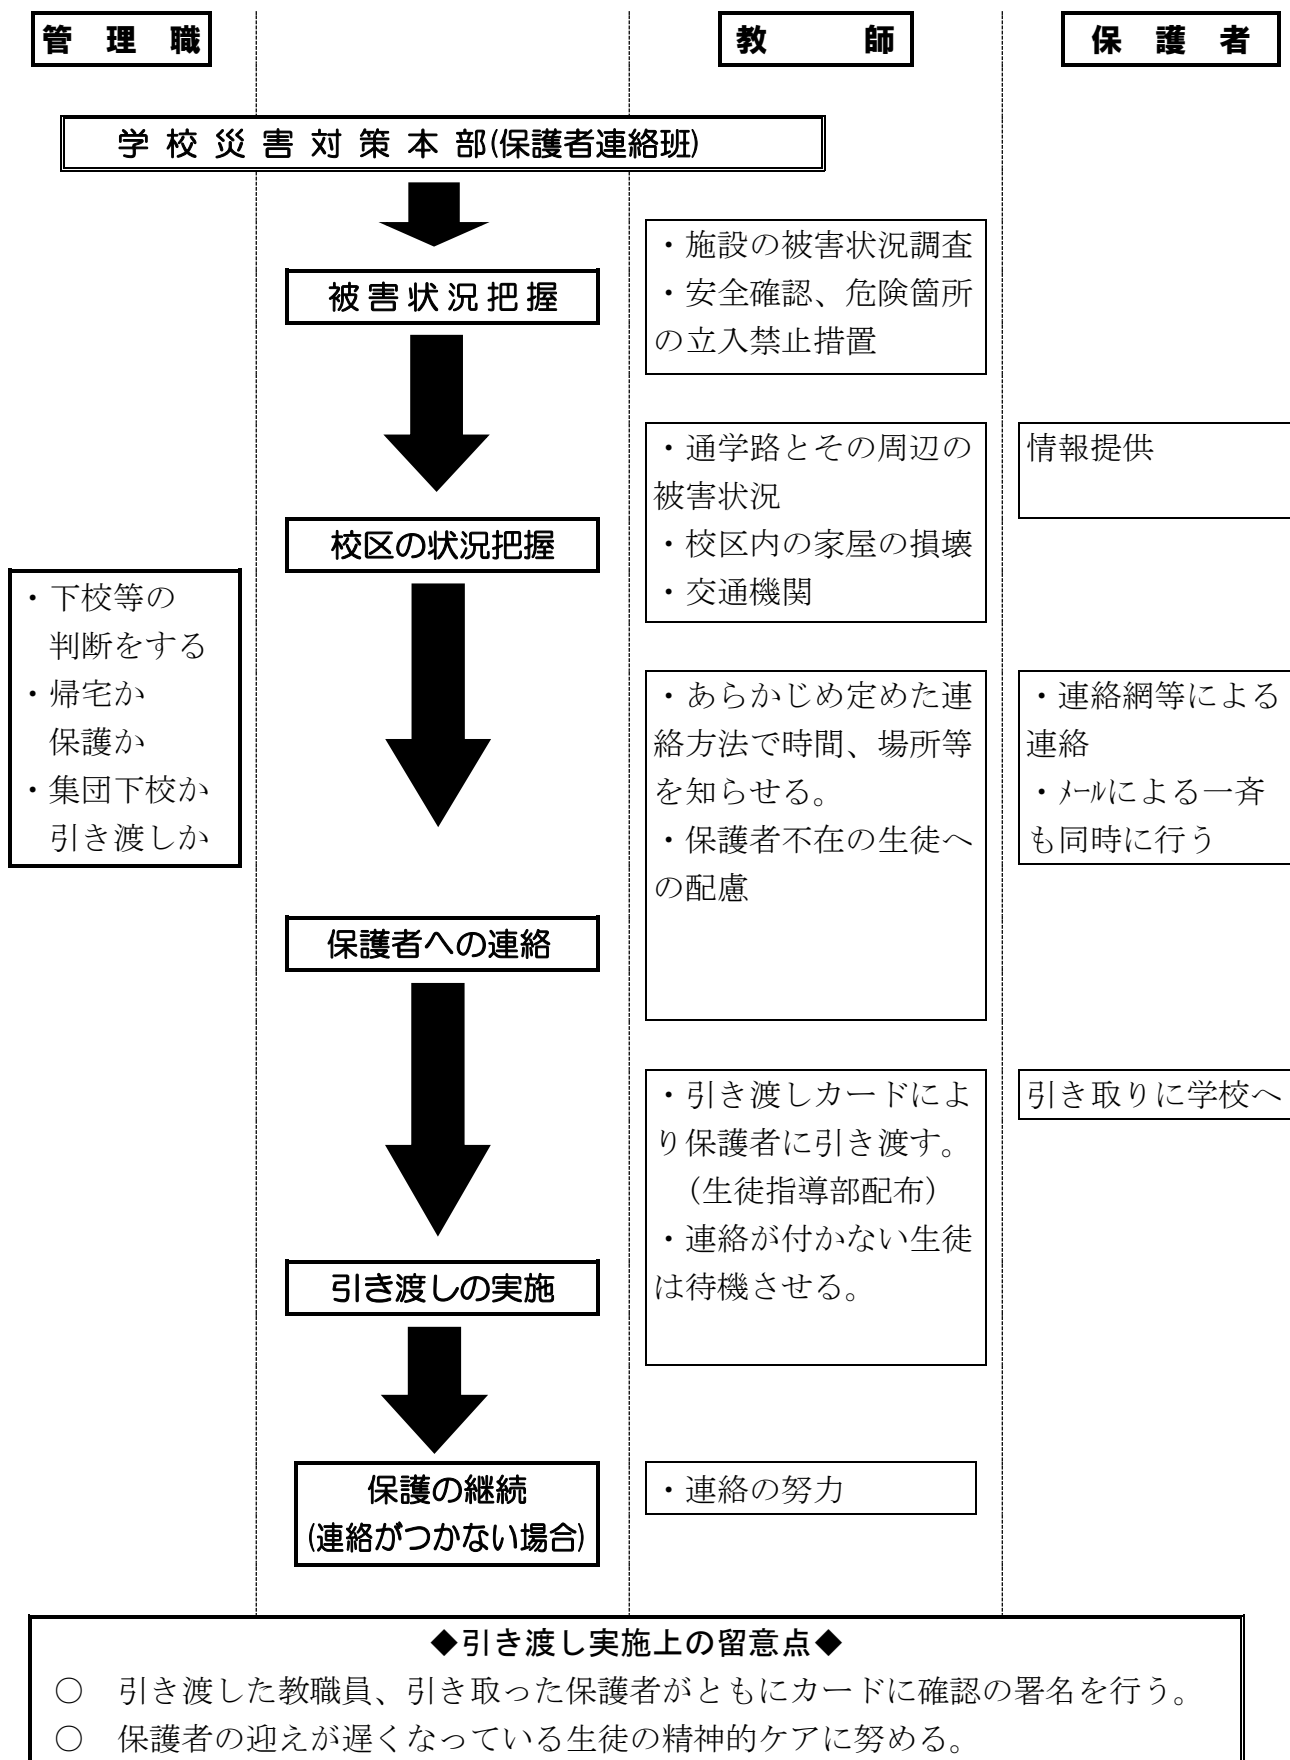 管理職
教師
保護者
学校災害対策本部(保護者連絡班)
・施設の被害状況調査
・安全確認、危険箇所
の立入禁止措置
被害状況把握
・通学路とその周辺の
被害状況
・校区内の家屋の損壊
・交通機関
情報提供
校区の状況把握
・下校等の
判断をする
・帰宅か
保護か
・集団下校か
引き渡しか
・あらかじめ定めた連
絡方法で時間、場所等
を知らせる。
・保護者不在の生徒へ
の配慮
・連絡網等による
連絡
・ﾒｰﾙによる一斉
も同時に行う
保護者への連絡
・引き渡しカードによ
り保護者に引き渡す。
（生徒指導部配布）
・連絡が付かない生徒
は待機させる。
引き取りに学校へ
引き渡しの実施
保護の継続
(連絡がつかない場合)
・連絡の努力
◆引き渡し実施上の留意点◆
○　引き渡した教職員、引き取った保護者がともにカードに確認の署名を行う。
○　保護者の迎えが遅くなっている生徒の精神的ケアに努める。